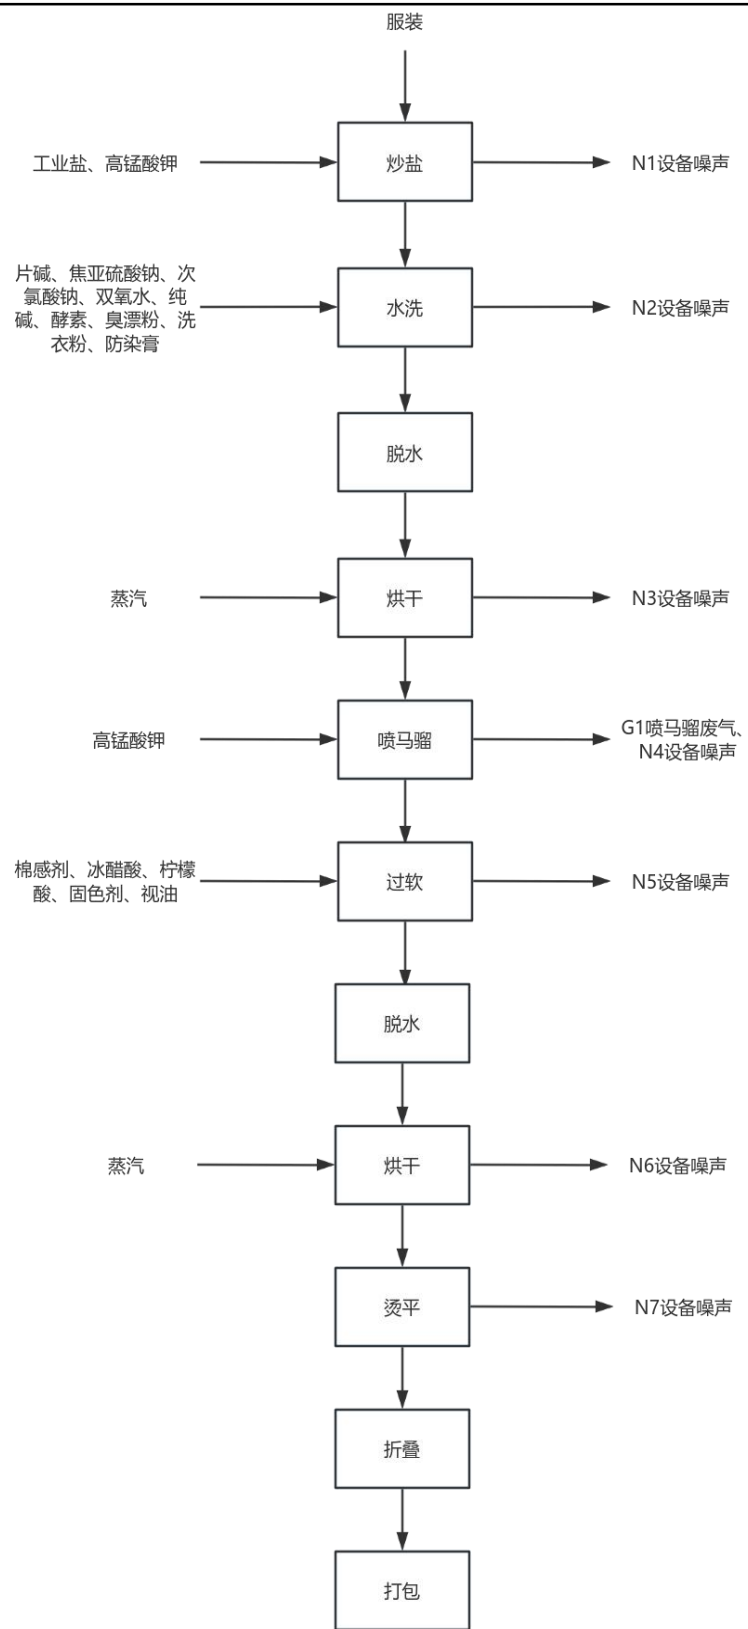 服装
工业盐、高锰酸钾
炒盐
N1设备噪声
片碱、焦亚硫酸钠、次
氯酸钠、双氧水、纯
碱、酵素、臭漂粉、洗
衣粉、防染膏
水洗
N2设备噪声
脱水
蒸汽
烘干
N3设备噪声
高锰酸钾
喷马骝
G1喷马骝废气、
N4设备噪声
棉感剂、冰醋酸、柠檬
酸、固色剂、视油
过软
N5设备噪声
脱水
蒸汽
烘干
N6设备噪声
烫平
N7设备噪声
折叠
打包